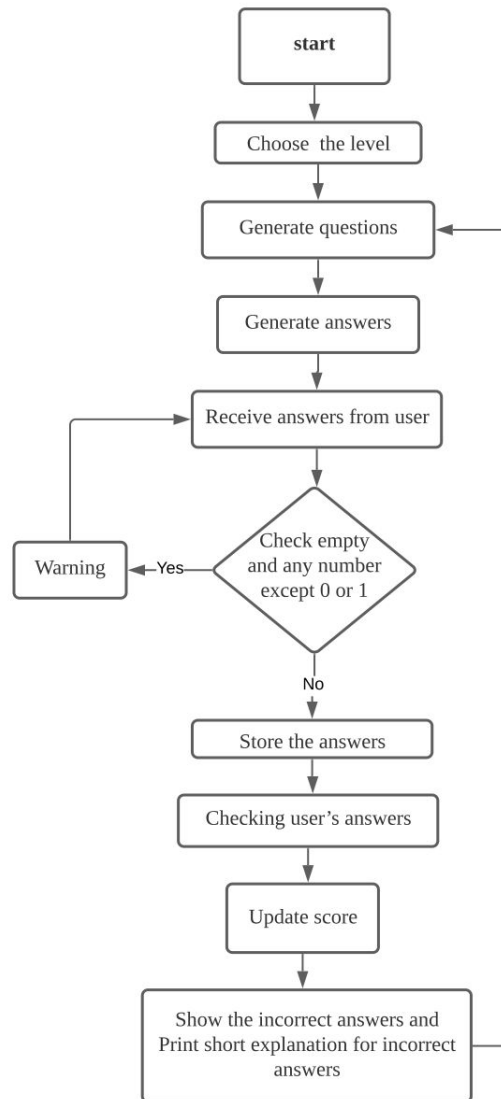 start
Choose the level
Generate questions
Generate answers
Receive answers from user
Check empty
and any number
except 0 or 1
Warning
Yes
No
Store the answers
Checking user’s answers
Update score
Show the incorrect answers and
Print short explanation for incorrect
answers